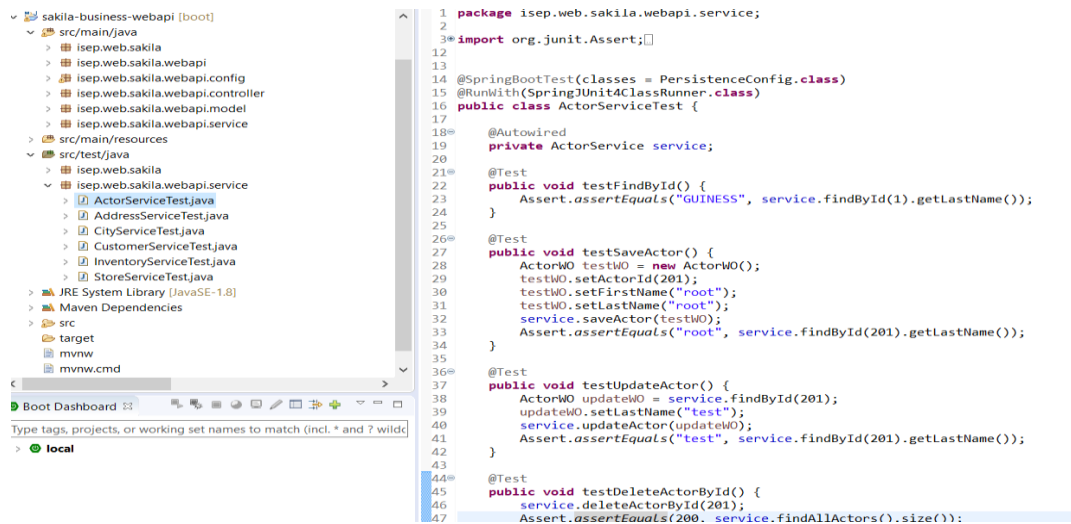 sakila-business-webapi [boot]
src/main/java
isep.web.sakila
isep.web.sakila.webapi
isep.web.sakila.webapi.config
isep.web.sakila.webapi.controller
isep.web.sakila.webapi.model
isep.web.sakila.webapi.service
src/main/resources
src/test/java
isep.web.sakila
isep.web.sakila.webapi.service
ActorServiceTest.java
AddressServiceTest.java
CityServiceTest.java
CustomerServiceTest.java
InventoryServiceTest.java
StoreServiceTest.java
JRE System Library [JavaSE-1.8]
Maven Dependencies
src
target
mvnw
mvnw.cmd
Boot Dashboard
Type tags, projects, or working set names to match (incl. * and ? wildc
local
1 package isep.web.sakila.webapi.service;
2
3 import org.junit.Assert;
12
13
14 @SpringBootTest(classes = PersistenceConfig.class)
15 @RunWith(SpringJUnit4ClassRunner.class)
16 public class ActorServiceTest {
17
18 @Autowired
19 private ActorService service;
20
21 @Test
22 public void testFindById() {
23 Assert.assertEquals("GUINESS", service.findById(1).getLastName());
24 }
25
26 @Test
27 public void testSaveActor() {
28 ActorWO testWO = new ActorWO();
29 testWO.setActorId(201);
30 testWO.setFirstName("root");
31 testWO.setLastName("root");
32 service.saveActor(testWO);
33 Assert.assertEquals("root", service.findById(201).getLastName());
34 }
35
36 @Test
37 public void testUpdateActor() {
38 ActorWO updateWO = service.findById(201);
39 updateWO.setLastName("test");
40 service.updateActor(updateWO);
41 Assert.assertEquals("test", service.findById(201).getLastName());
42 }
43
44 @Test
45 public void testDeleteActorById() {
46 service.deleteActorById(201);
47 Assert.assertEquals(200, service.findAllActors().size());